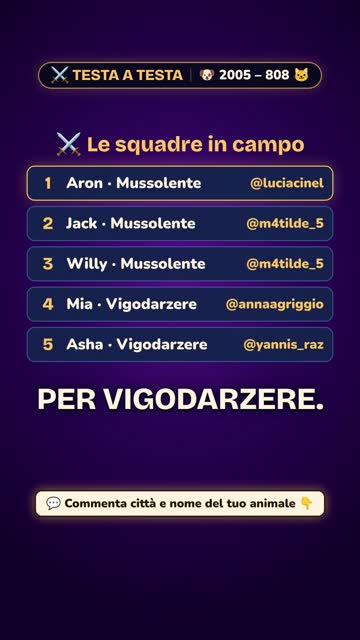 ⚔️ TESTA A TESTA | 🐶 2005 – 808 🐱
⚔️ Le squadre in campo
1 Aron · Mussolente @luciacinel
2 Jack · Mussolente @m4tilde_5
3 Willy · Mussolente @m4tilde_5
4 Mia · Vigodarzere @annaagriggio
5 Asha · Vigodarzere @yannis_raz
PER VIGODARZERE.
💬 Commenta città e nome del tuo animale 👇